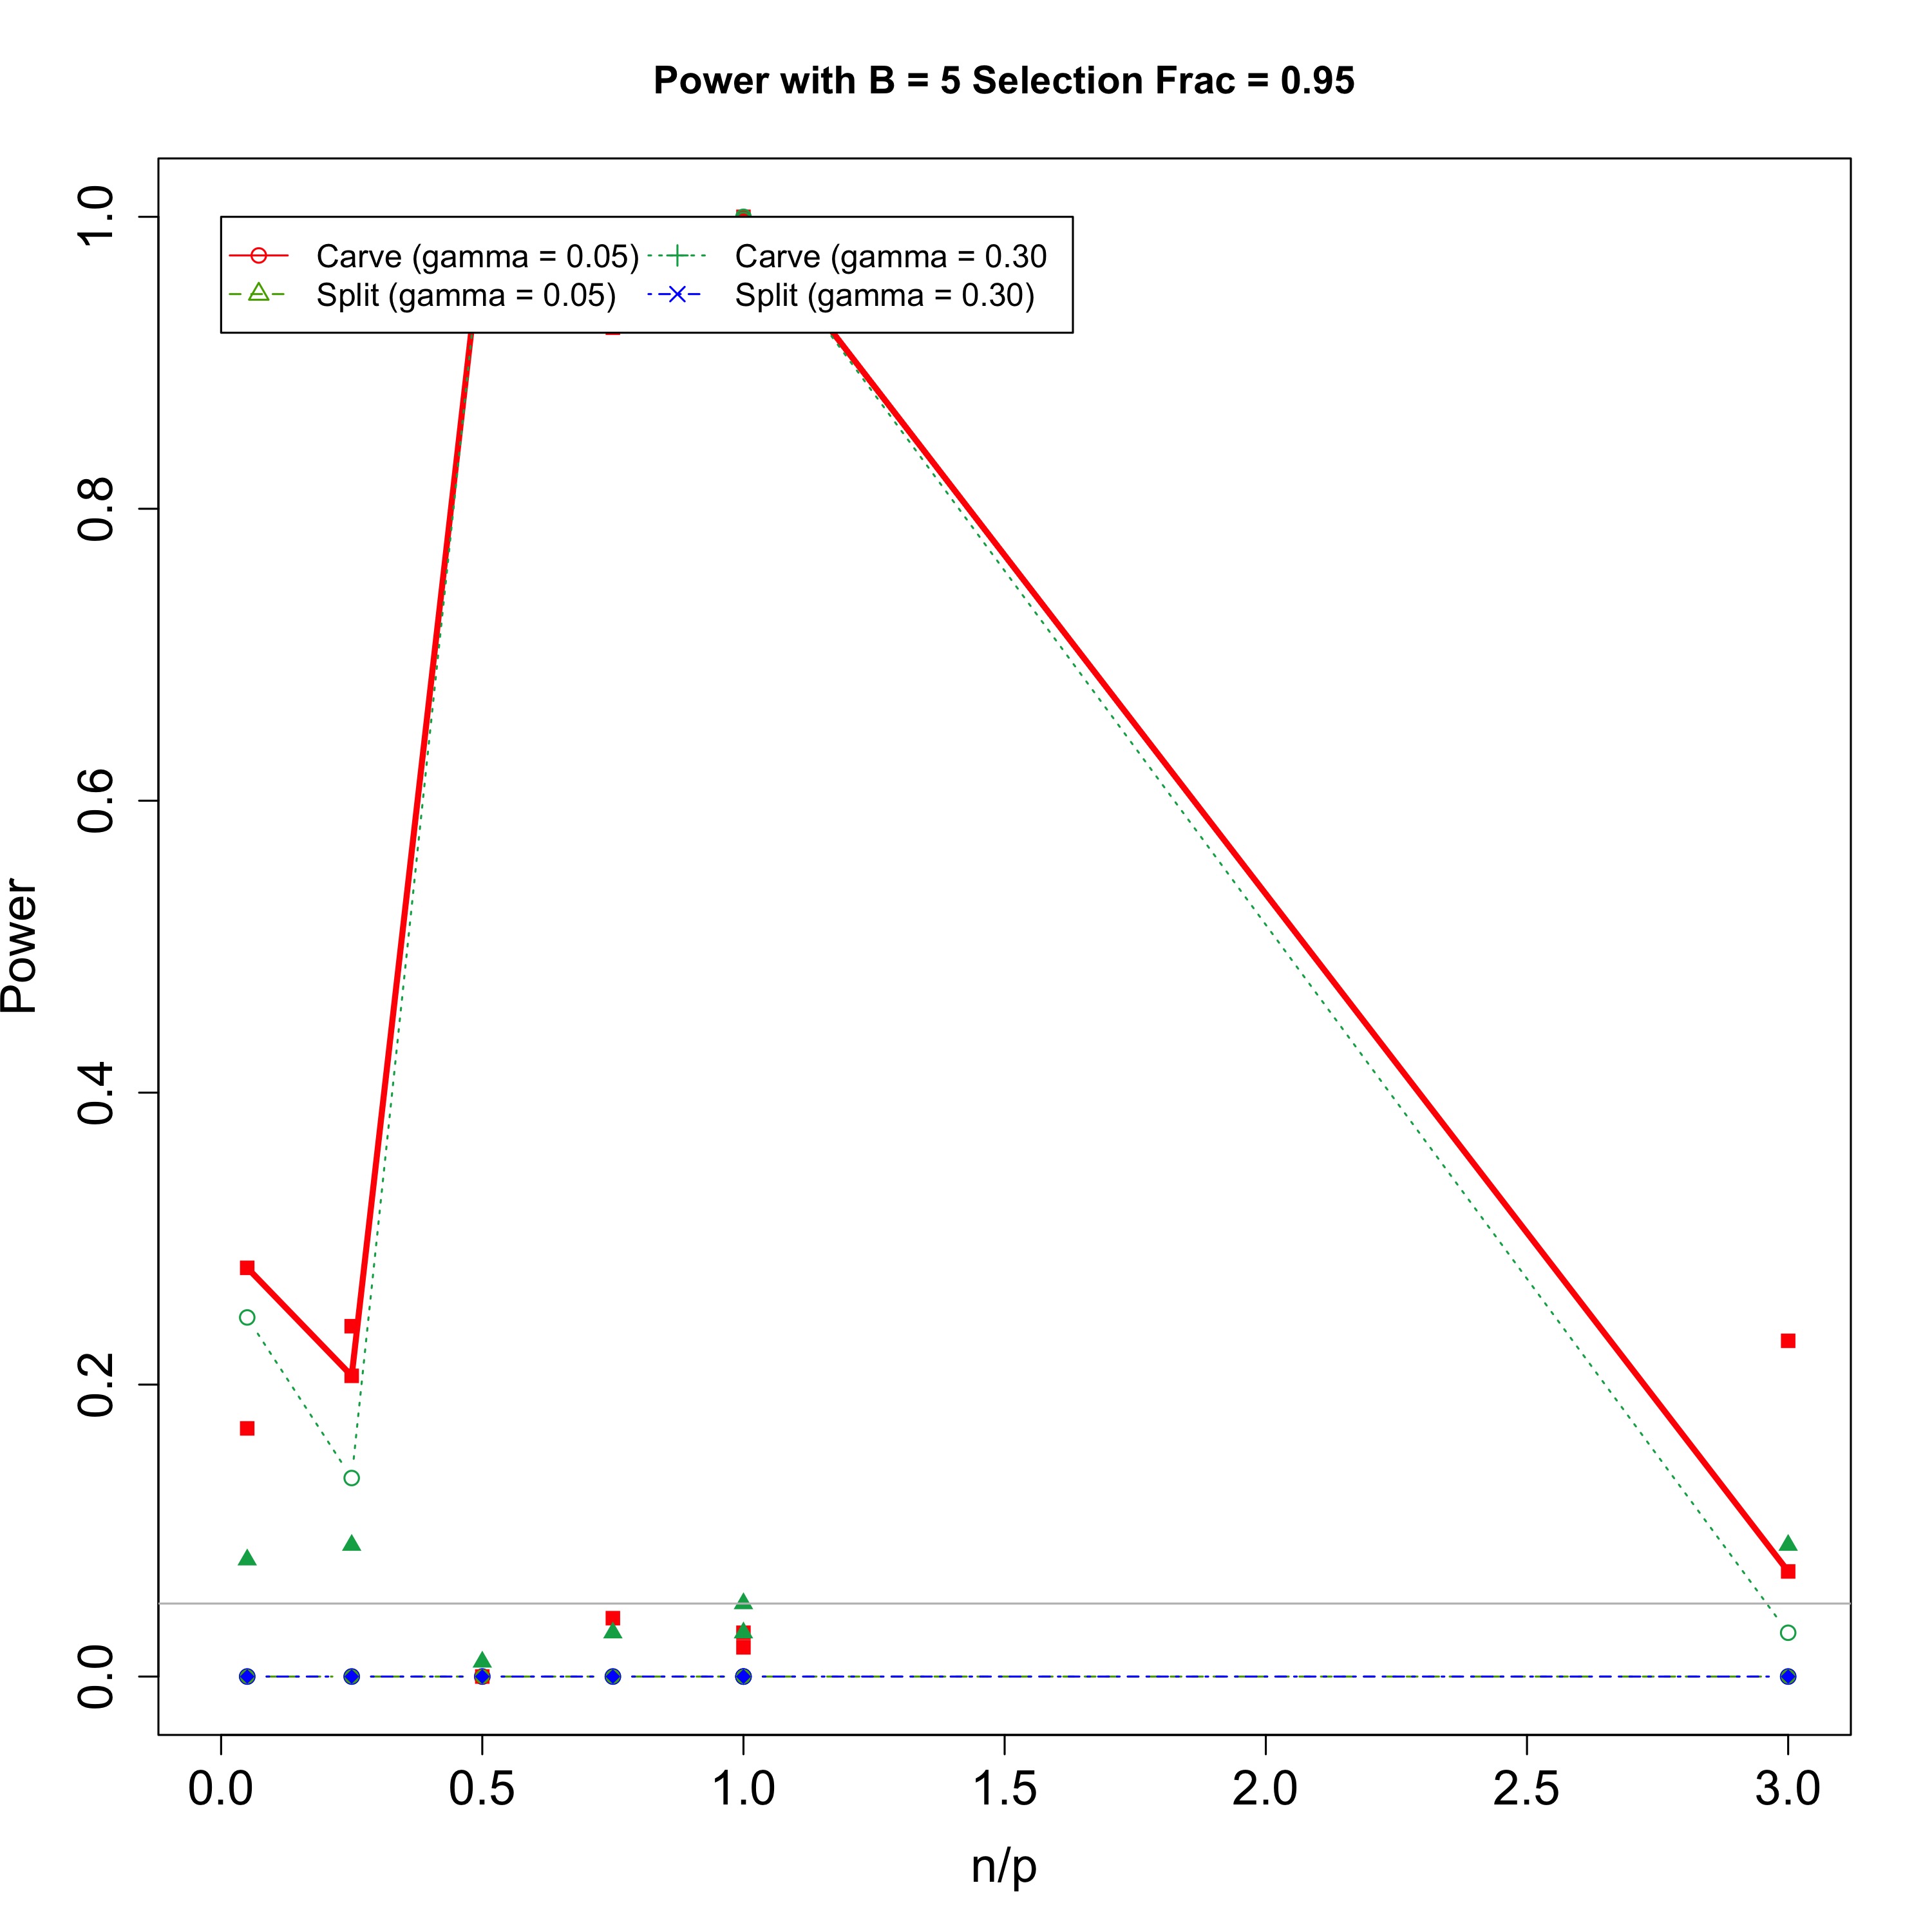 Power with B = 5 Selection Frac = 0.95
Carve (gamma = 0.05) Carve (gamma = 0.30
Split (gamma = 0.05) Split (gamma = 0.30)
Power
1.0
0.8
0.6
0.4
0.2
0.0
0.0 0.5 1.0 1.5 2.0 2.5 3.0
n/p